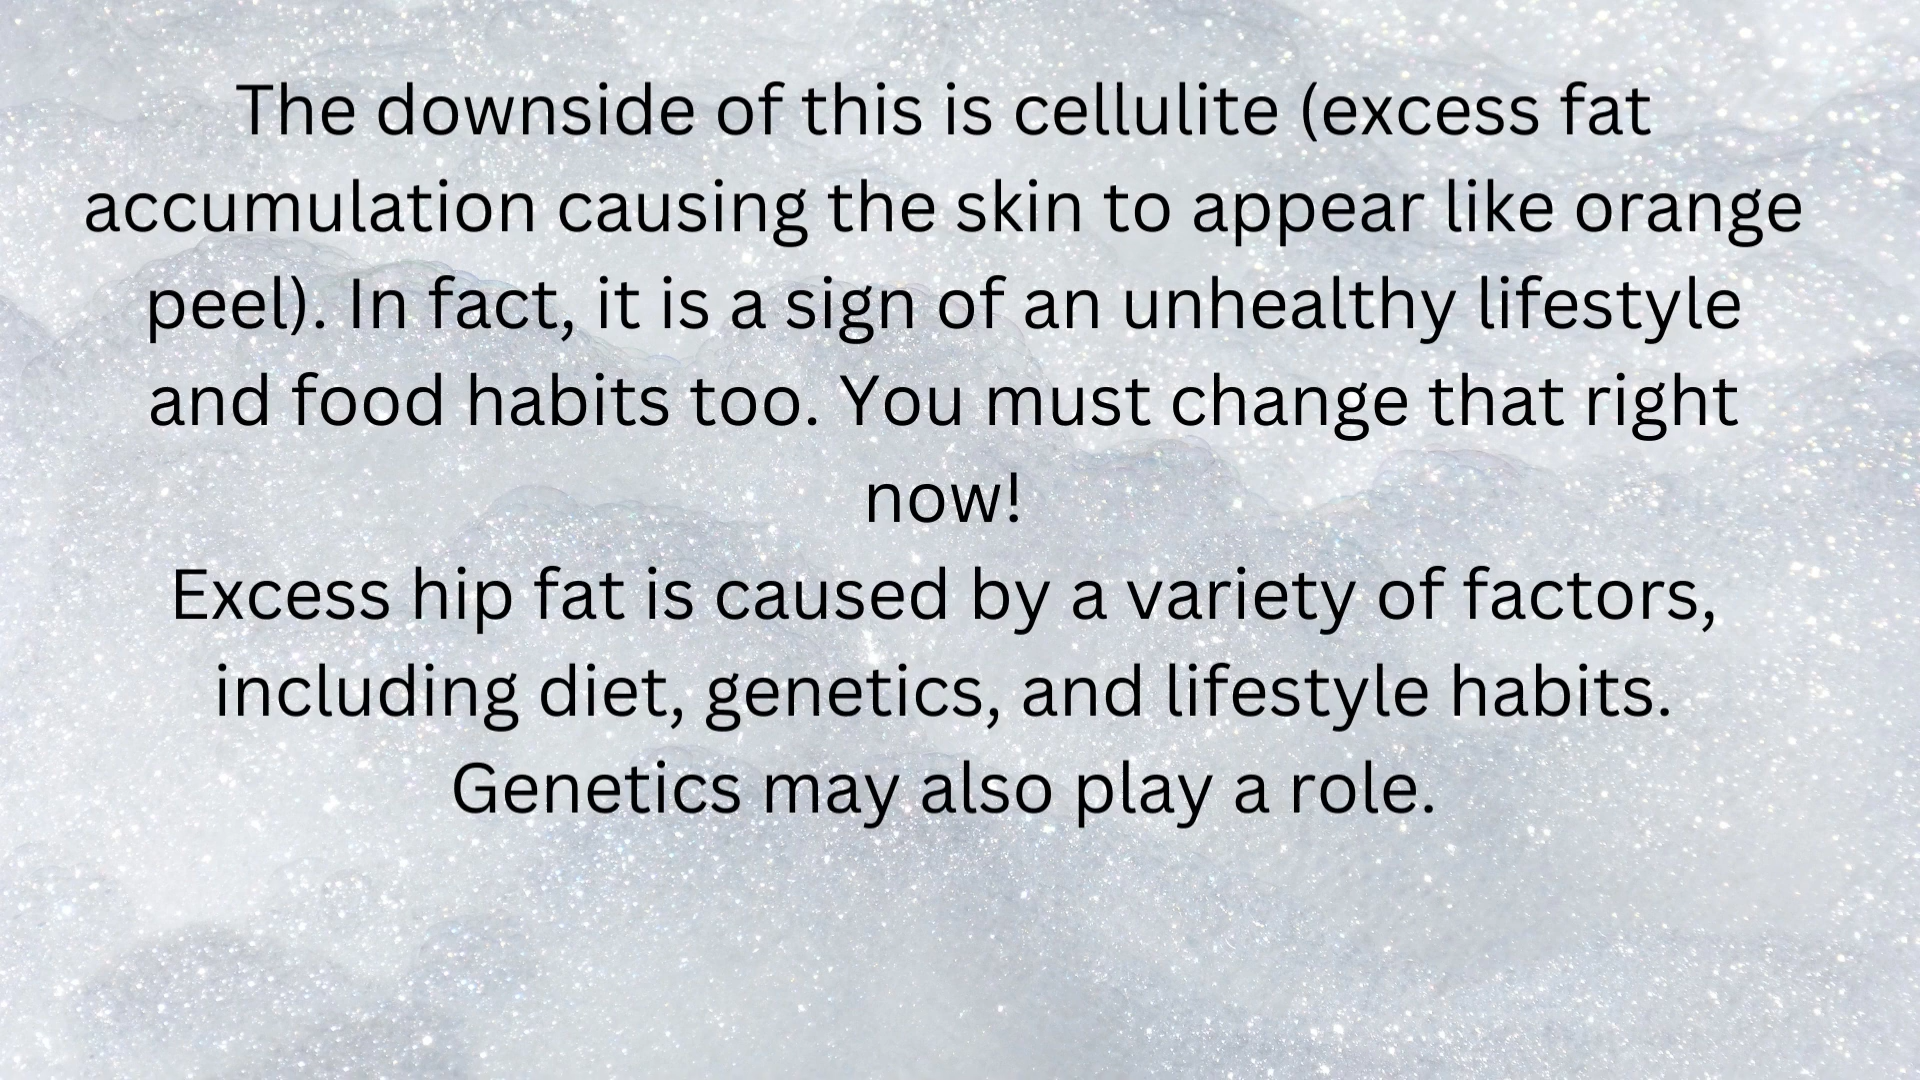 The downside of this is cellulite (excess fat
accumulation causing the skin to appear like orange
peel). In fact, it is a sign of an unhealthy lifestyle
and food habits too. You must change that right
now!
Excess hip fat is caused by a variety of factors,
including diet, genetics, and lifestyle habits.
Genetics may also play a role.